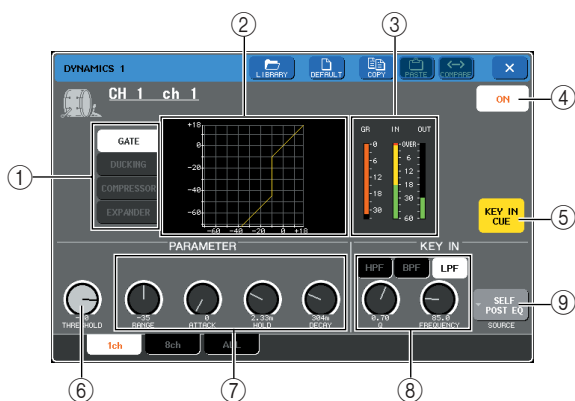 ② ③
DYNAMICS 1 LIBRARY DEFAULT COPY PASTE COMPARE ×
CH 1 ch 1
ON ④
GR IN OUT
GATE
DUCKING
COMPRESSOR
EXPANDER
①
+18
0
-20
-40
-60
-60 -40 -20 0 +18
0
-6
-12
-18
-30
OVER
6
12
18
30
60
KEY IN
CUE
⑤
PARAMETER KEY IN
HPF BPF LPF
-35 0 2.33m 304m 0.70 85.0
THRESHOLD RANGE ATTACK HOLD DECAY Q FREQUENCY
SELF
POST EQ
SOURCE
⑨
1ch 8ch ALL
⑥ ⑦ ⑧